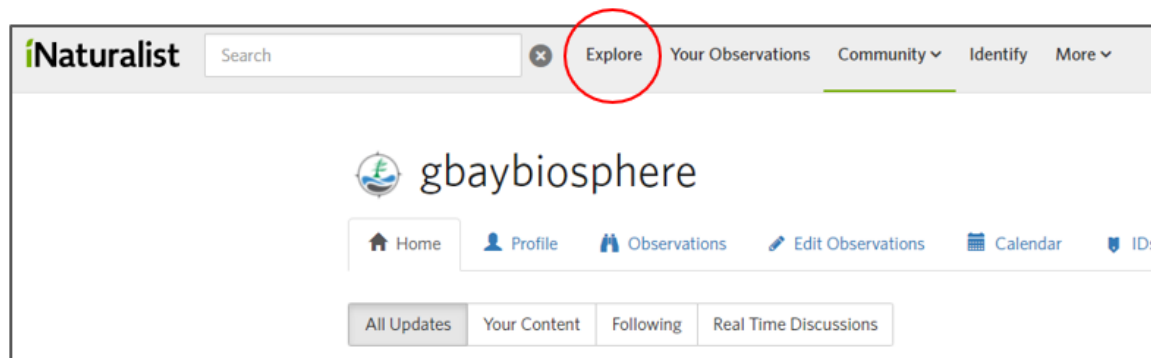 iNaturalist Search Explore Your Observations Community Identify More
gbaybiosphere
Home Profile Observations Edit Observations Calendar IDs
All Updates Your Content Following Real Time Discussions